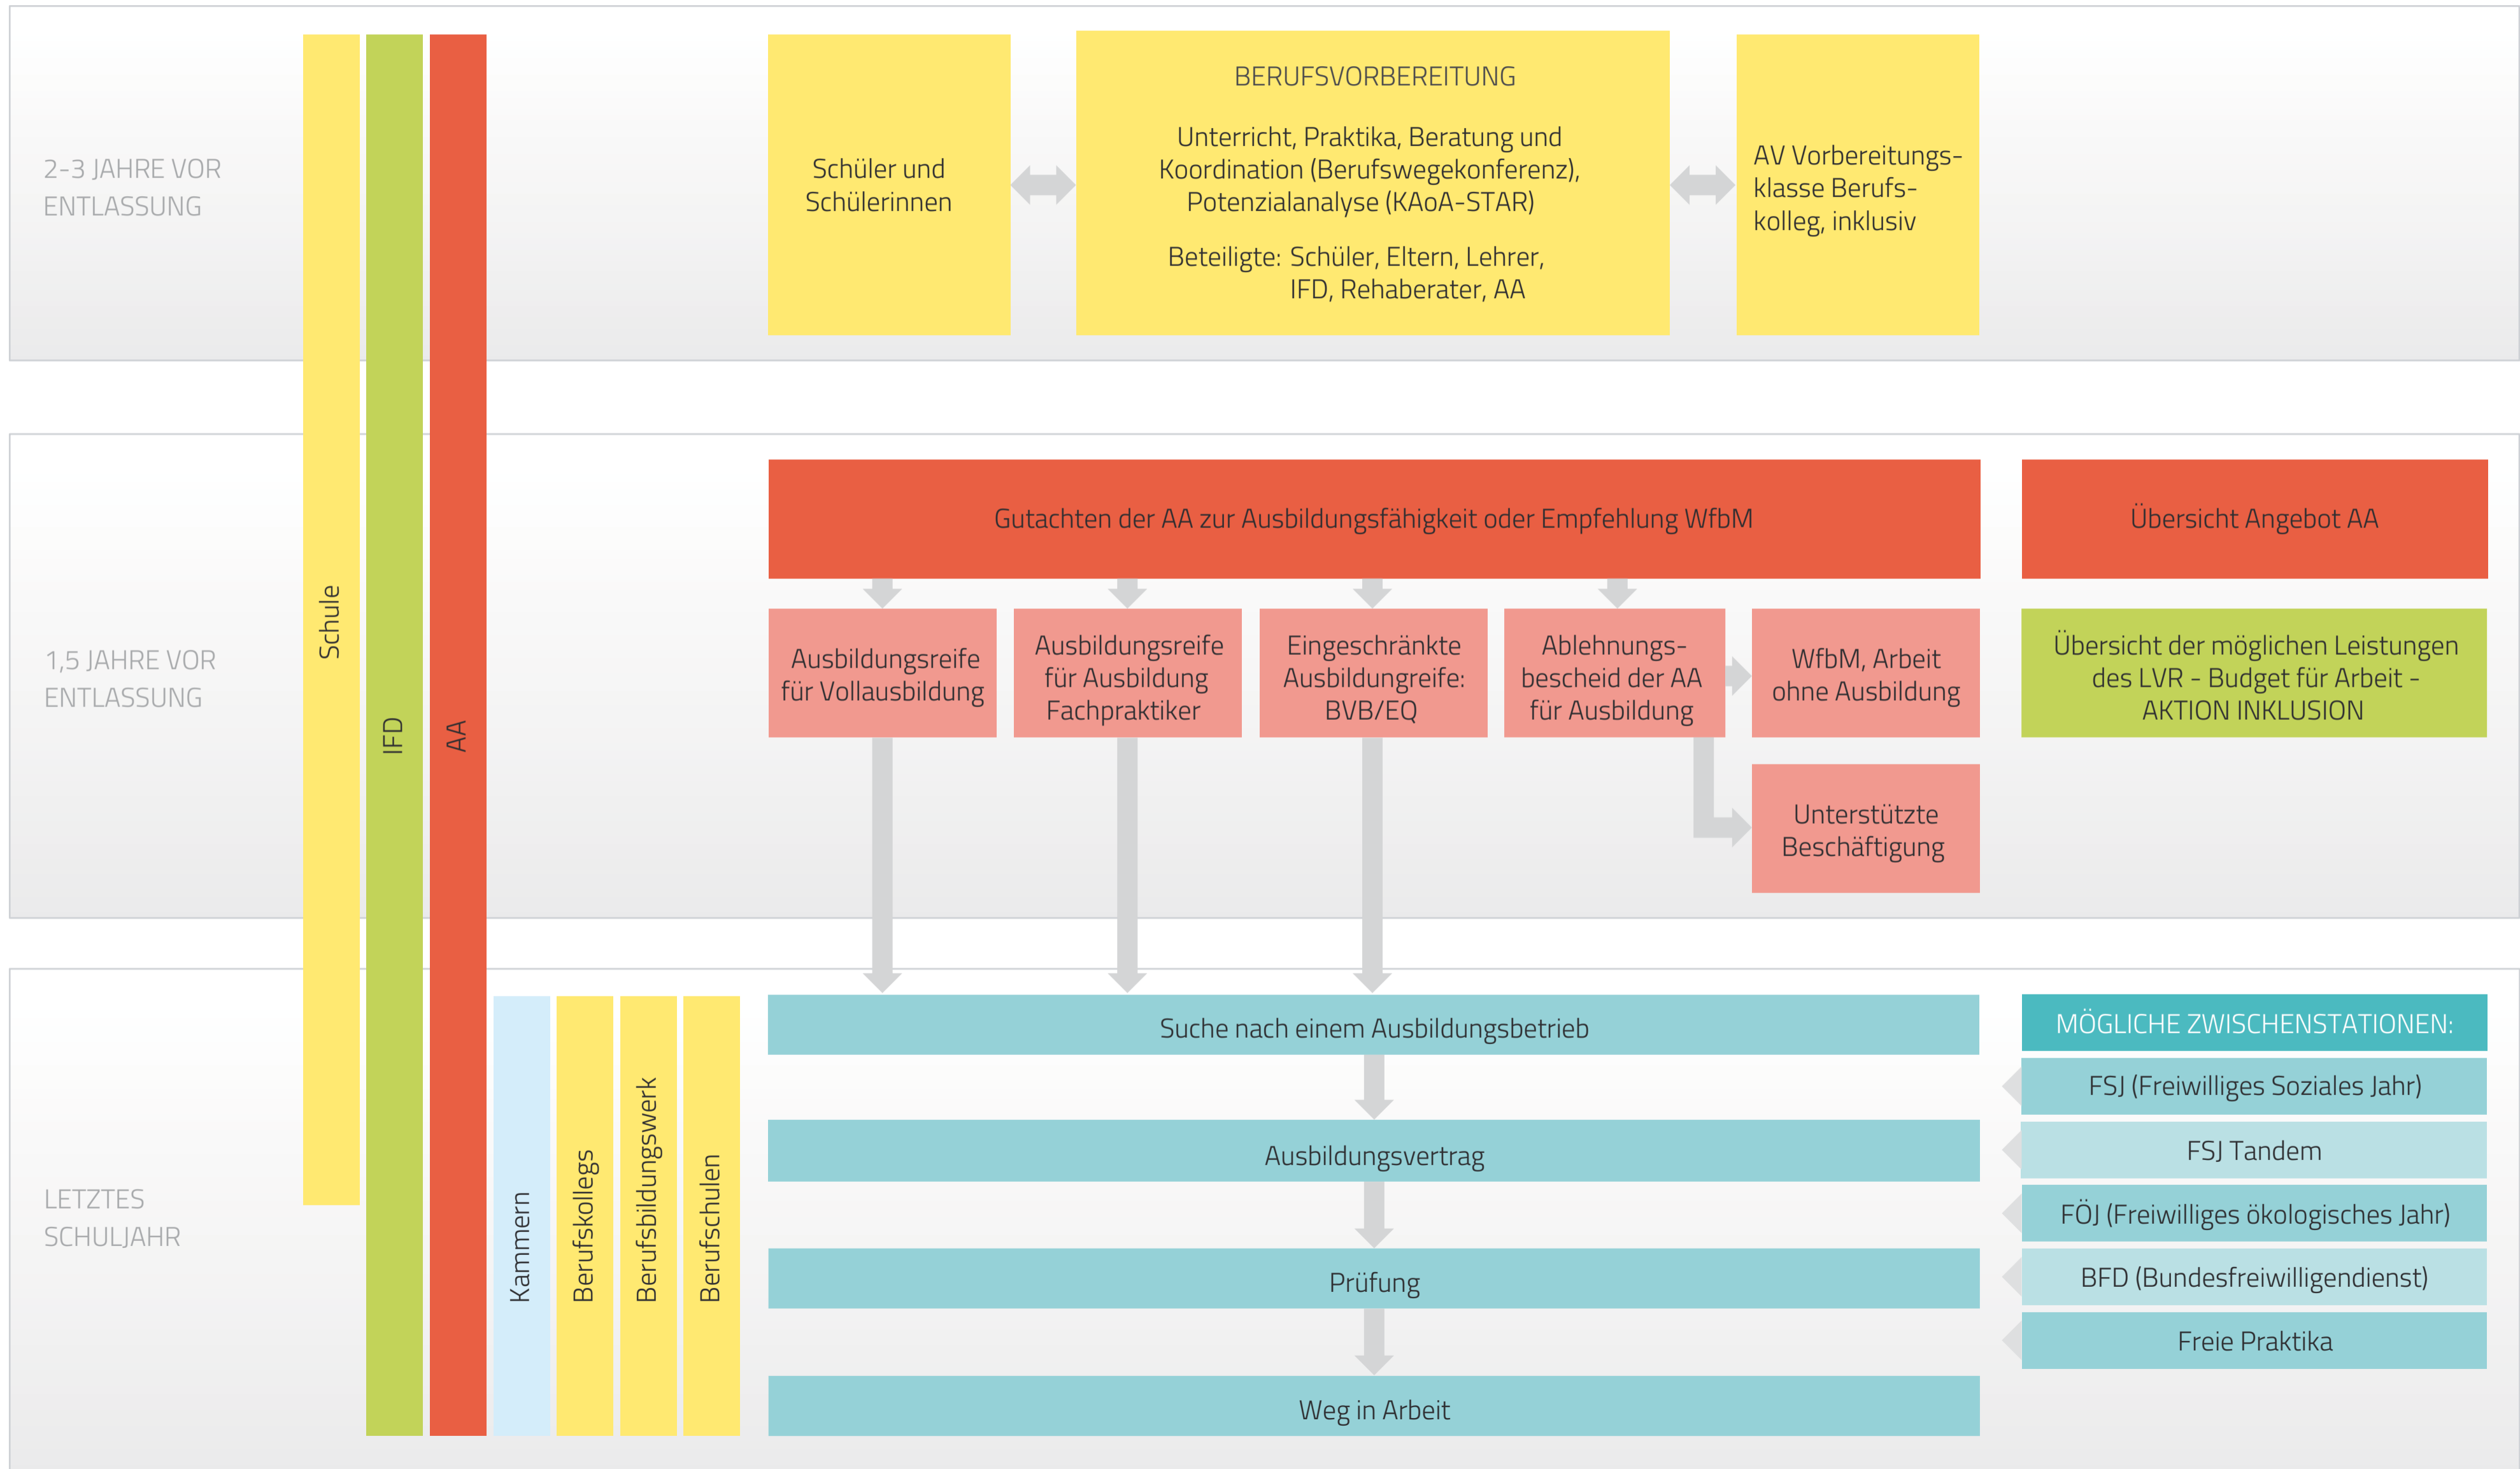 2-3 JAHRE VOR
ENTLASSUNG
Schüler und
Schülerinnen
BERUFSVORBEREITUNG
Unterricht, Praktika, Beratung und
Koordination (Berufswegekonferenz),
Potenzialanalyse (KAoA-STAR)
Beteiligte: Schüler, Eltern, Lehrer,
IFD, Rehaberater, AA
AV Vorbereitungs-
klasse Berufs-
kolleg, inklusiv
1,5 JAHRE VOR
ENTLASSUNG
Schule
IFD
AA
Gutachten der AA zur Ausbildungsfähigkeit oder Empfehlung WfbM
Übersicht Angebot AA
Ausbildungsreife
für Vollausbildung
Ausbildungsreife
für Ausbildung
Fachpraktiker
Eingeschränkte
Ausbildungreife:
BVB/EQ
Ablehnungs-
bescheid der AA
für Ausbildung
WfbM, Arbeit
ohne Ausbildung
Übersicht der möglichen Leistungen
des LVR - Budget für Arbeit -
AKTION INKLUSION
Unterstützte
Beschäftigung
LETZTES
SCHULJAHR
Kammern
Berufskollegs
Berufsbildungswerk
Berufschulen
Suche nach einem Ausbildungsbetrieb
Ausbildungsvertrag
Prüfung
Weg in Arbeit
MÖGLICHE ZWISCHENSTATIONEN:
FSJ (Freiwilliges Soziales Jahr)
FSJ Tandem
FÖJ (Freiwilliges ökologisches Jahr)
BFD (Bundesfreiwilligendienst)
Freie Praktika